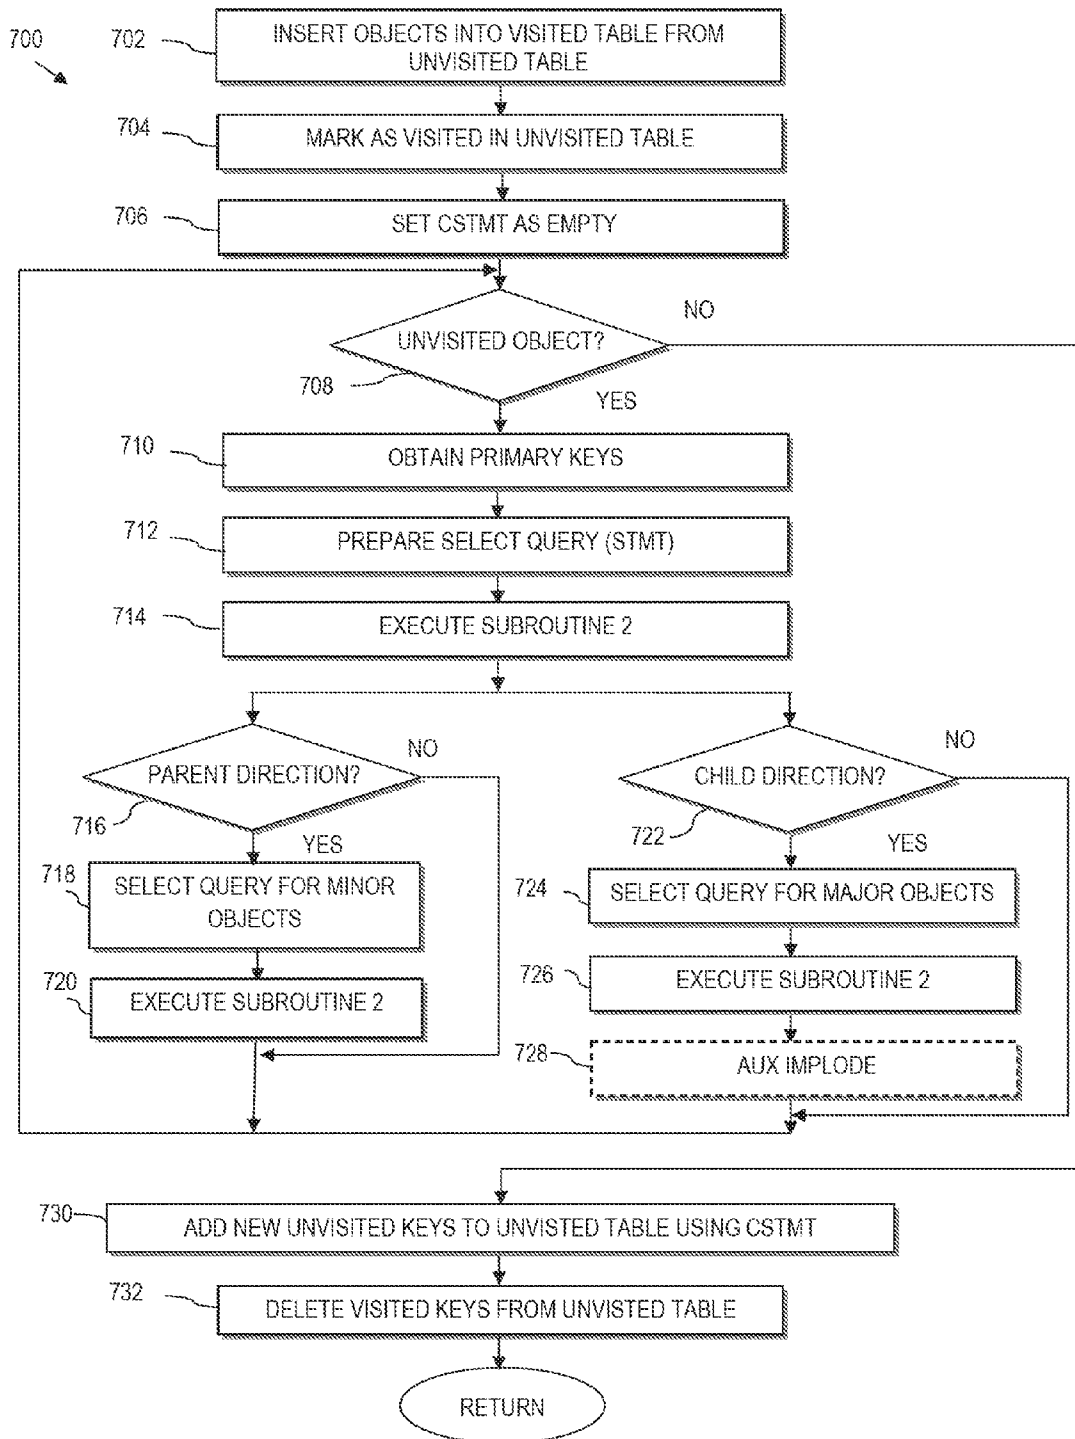 700
702
INSERT OBJECTS INTO VISITED TABLE FROM
UNVISITED TABLE
704
MARK AS VISITED IN UNVISITED TABLE
706
SET CSTMT AS EMPTY
UNVISITED OBJECT?
NO
708
YES
710
OBTAIN PRIMARY KEYS
712
PREPARE SELECT QUERY (STMT)
714
EXECUTE SUBROUTINE 2
PARENT DIRECTION?
NO
716
YES
718
SELECT QUERY FOR MINOR
OBJECTS
720
EXECUTE SUBROUTINE 2
CHILD DIRECTION?
NO
722
YES
724
SELECT QUERY FOR MAJOR OBJECTS
726
EXECUTE SUBROUTINE 2
728
AUX IMPLODE
730
ADD NEW UNVISITED KEYS TO UNVISTED TABLE USING CSTMT
732
DELETE VISITED KEYS FROM UNVISTED TABLE
RETURN